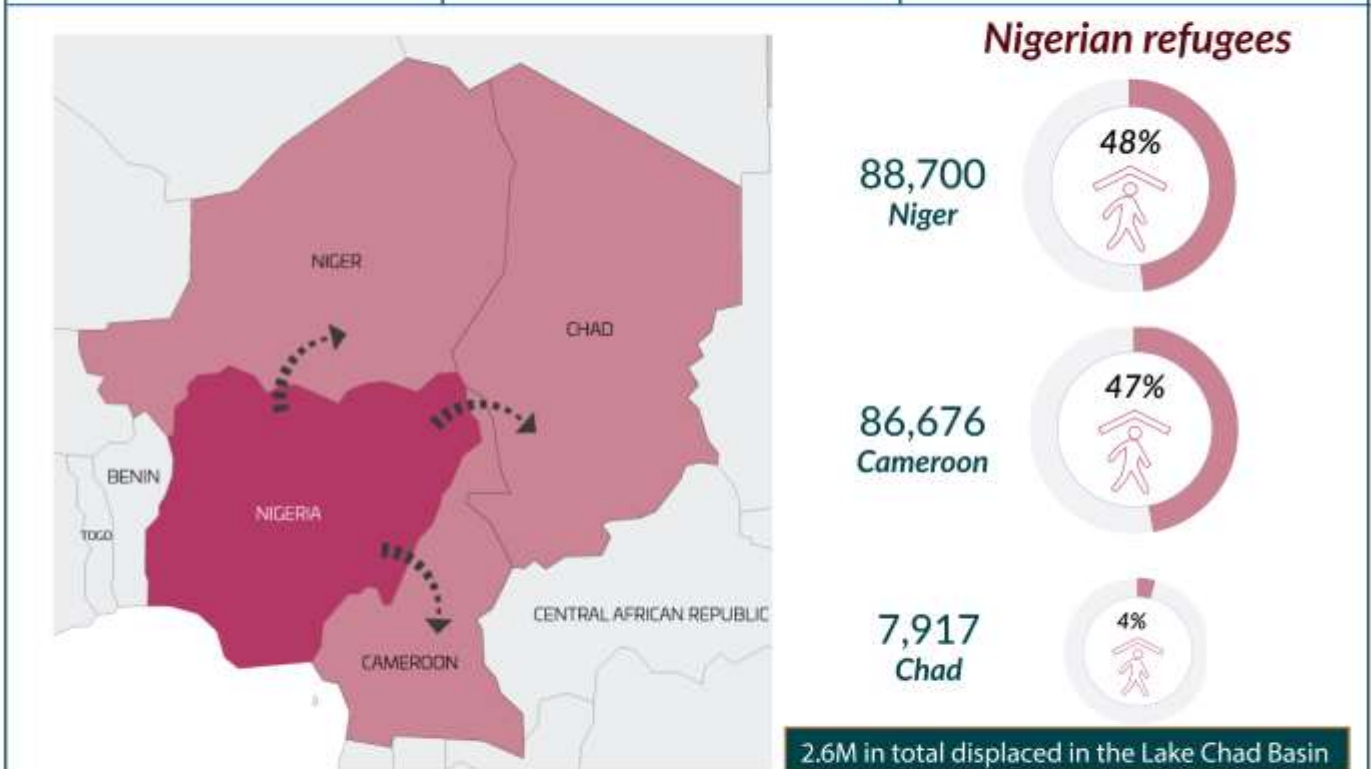 Nigerian refugees
48%
88,700
Niger
47%
86,676
Cameroon
4%
7,917
Chad
2.6M in total displaced in the Lake Chad Basin
NIGER
CHAD
BENIN
NIGERIA
TOGO
CENTRAL AFRICAN REPUBLIC
CAMEROON